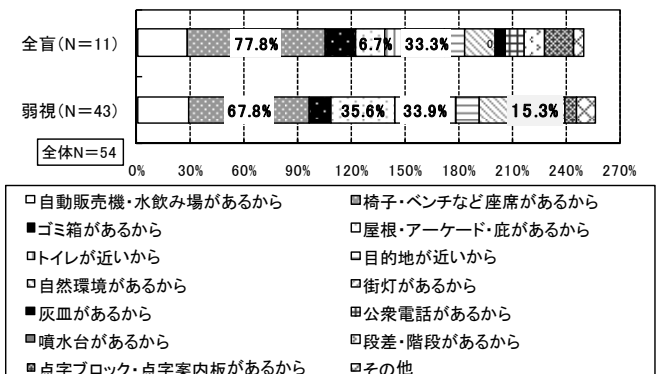 全盲(N＝11)
77.8% 6.7% 33.3%
弱視(N＝43)
67.8% 35.6% 33.9% 15.3%
全体N＝54
0% 30% 60% 90% 120% 150% 180% 210% 240% 270%
自動販売機・水飲み場があるから 椅子・ベンチなど座席があるから
ゴミ箱があるから 屋根・アーケード・庇があるから
トイレが近いから 目的地が近いから
自然環境があるから 街灯があるから
灰皿があるから 公衆電話があるから
噴水台があるから 段差・階段があるから
点字ブロック・点字案内板があるから その他